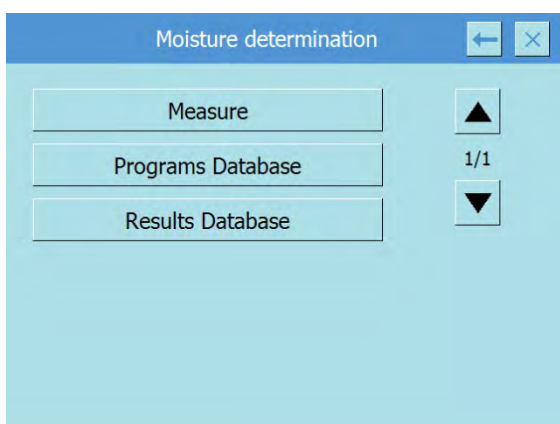 Moisture determination
Measure
Programs Database
1/1
Results Database